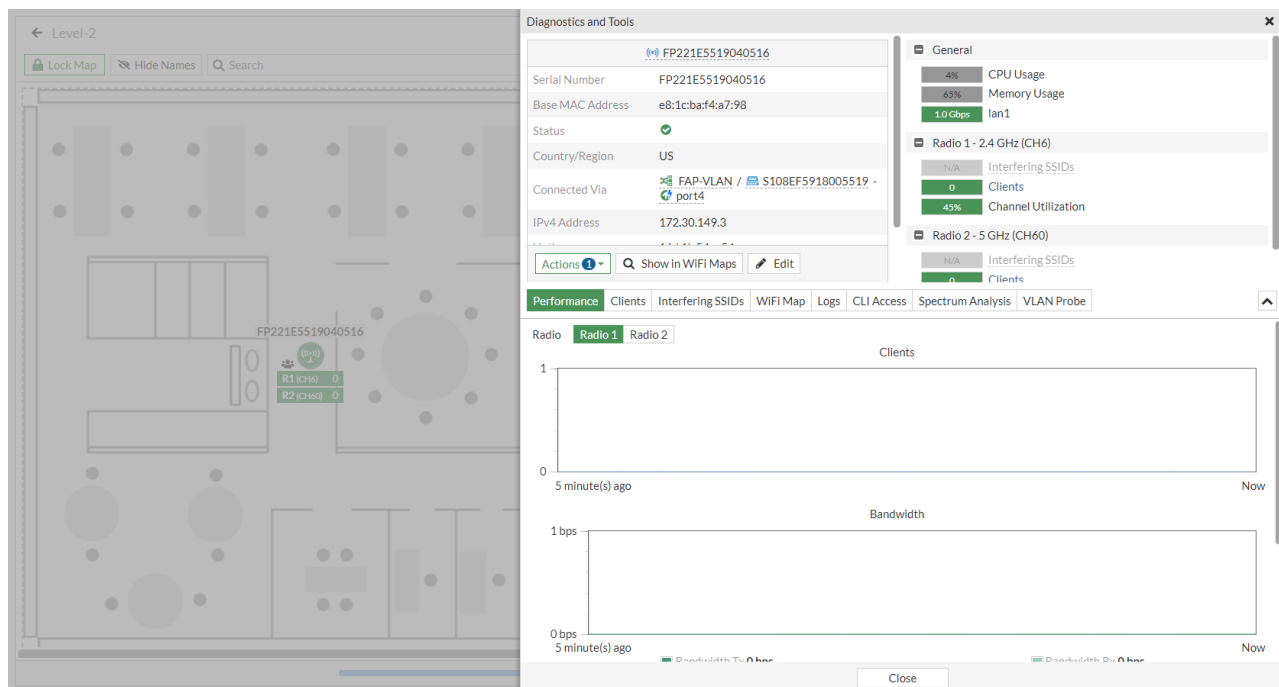 Level-2
Lock Map Hide Names Search
FP221E5519040516
R1 (CH6) 0
R2 (CH60) 0
Diagnostics and Tools
FP221E5519040516
Serial Number FP221E5519040516
Base MAC Address e8:1c:ba:f4:a7:98
Status
Country/Region US
Connected Via FAP-VLAN / S108EF5918005519 -
port4
IPv4 Address 172.30.149.3
Actions 1 Show in WiFi Maps Edit
General
4% CPU Usage
65% Memory Usage
1.0 Gbps lan1
Radio 1 - 2.4 GHz (CH6)
N/A Interfering SSIDs
0 Clients
45% Channel Utilization
Radio 2 - 5 GHz (CH60)
N/A Interfering SSIDs
0 Clients
Performance Clients Interfering SSIDs WiFi Map Logs CLI Access Spectrum Analysis VLAN Probe
Radio Radio 1 Radio 2
Clients
1
0
5 minute(s) ago Now
Bandwidth
1 bps
0 bps
5 minute(s) ago Now
Bandwidth Tx 0 bps Bandwidth Rx 0 bps
Close